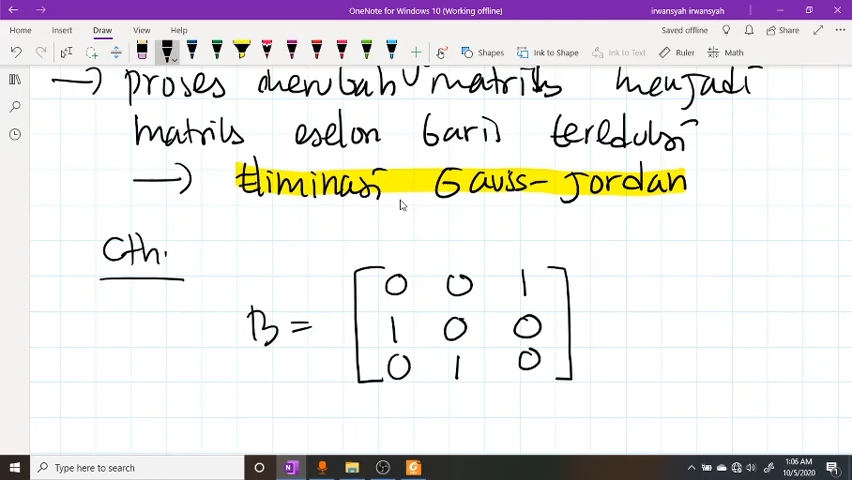 OneNote for Windows 10 (Working offline)
irwansyah irwansyah
Home Insert Draw View Help
Saved offline Share
Shapes Ink to Shape Ink to Text Ruler Math
→ proses merubah matriks menjadi
matriks eselon baris tereduksi
→ Eliminasi Gauss-Jordan
Cth.
B = [ 0 0 1
1 0 0
0 1 0 ]
Type here to search
1:06 AM
10/5/2020